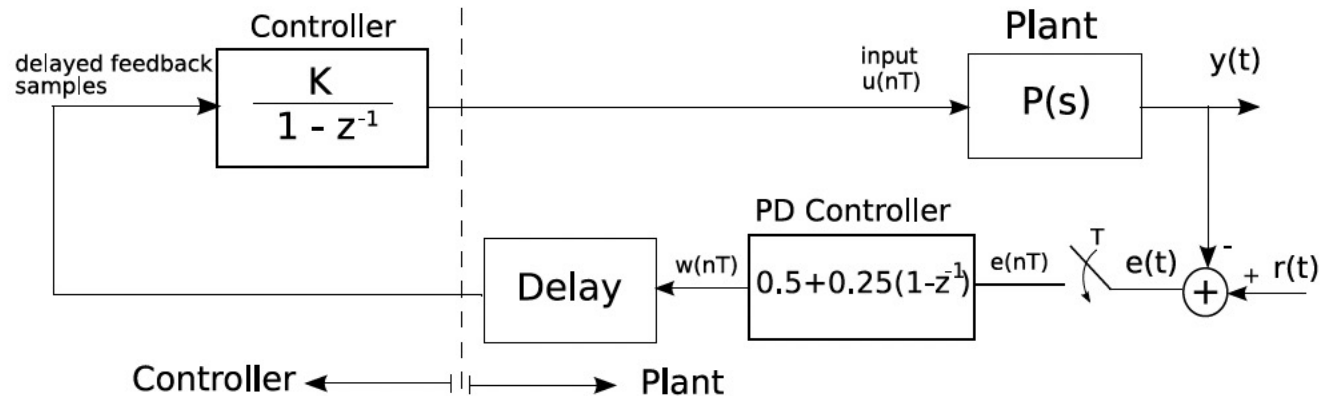 Controller
Plant
delayed feedback
samples
K
1 - z⁻¹
input
u(nT)
P(s)
y(t)
PD Controller
Delay
w(nT)
0.5+0.25(1-z⁻¹)
e(nT)
T
e(t)
-
+
+
r(t)
Controller
Plant